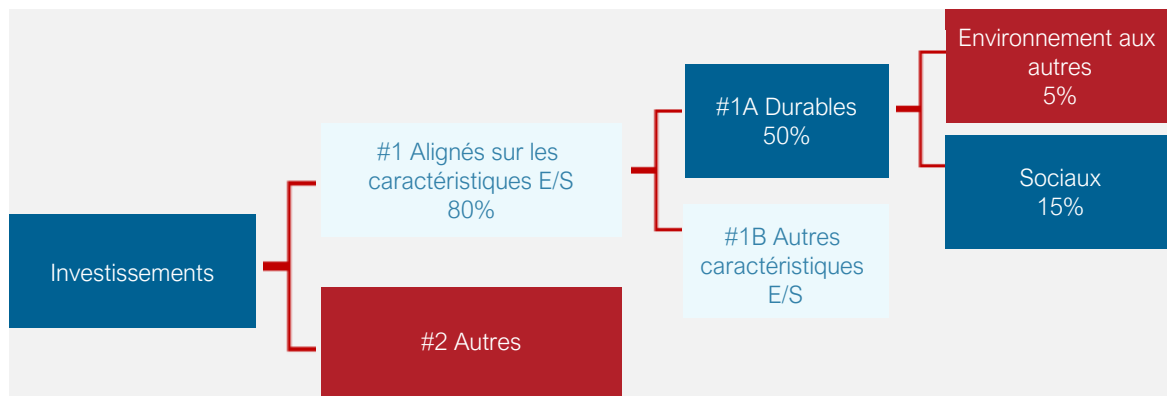 Investissements
#1 Alignés sur les
caractéristiques E/S
80%
#2 Autres
#1A Durables
50%
#1B Autres
caractéristiques
E/S
Environnement aux
autres
5%
Sociaux
15%